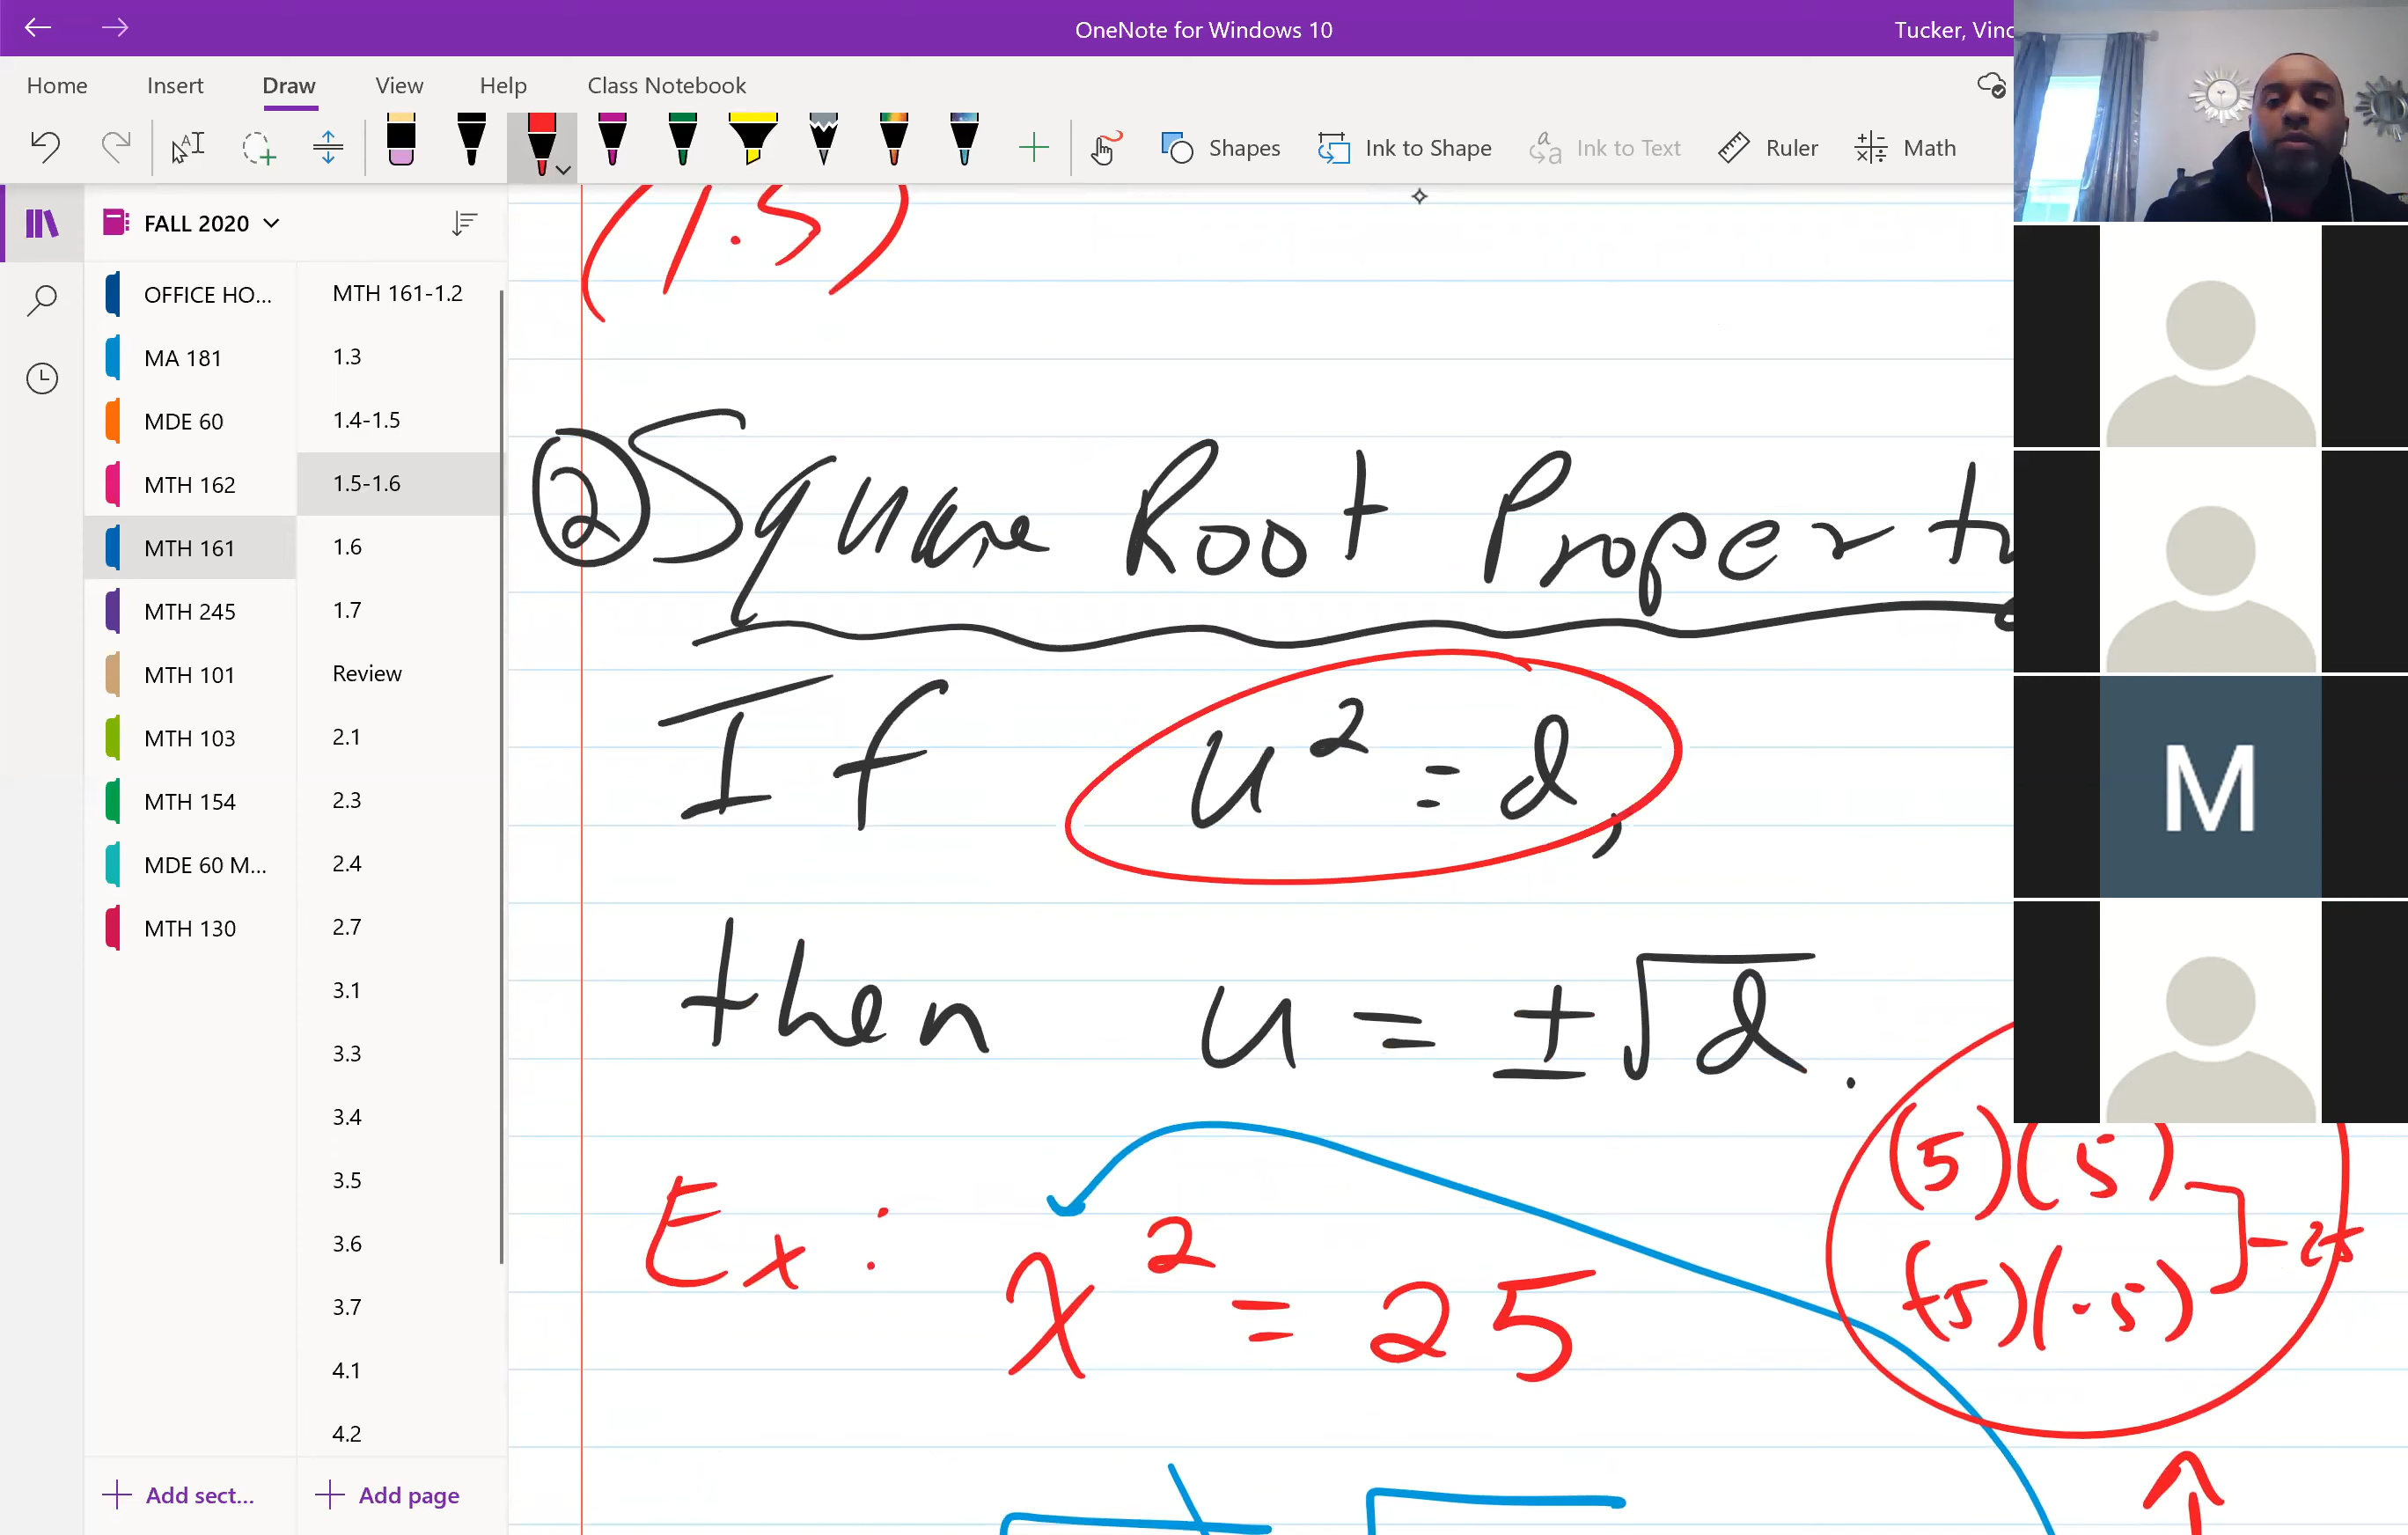 OneNote for Windows 10
Tucker, Vinc
Home Insert Draw View Help Class Notebook
Shapes Ink to Shape Ink to Text Ruler Math
FALL 2020
OFFICE HO...
MA 181
MDE 60
MTH 162
MTH 161
MTH 245
MTH 101
MTH 103
MTH 154
MDE 60 M...
MTH 130
Add sect...
MTH 161-1.2
1.3
1.4-1.5
1.5-1.6
1.6
1.7
Review
2.1
2.3
2.4
2.7
3.1
3.3
3.4
3.5
3.6
3.7
4.1
4.2
Add page
(1.5)
② Square Root Property
If u² = d,
then u = ±√d.
Ex: x² = 25
(5)(5)
(-5)(-5)
M